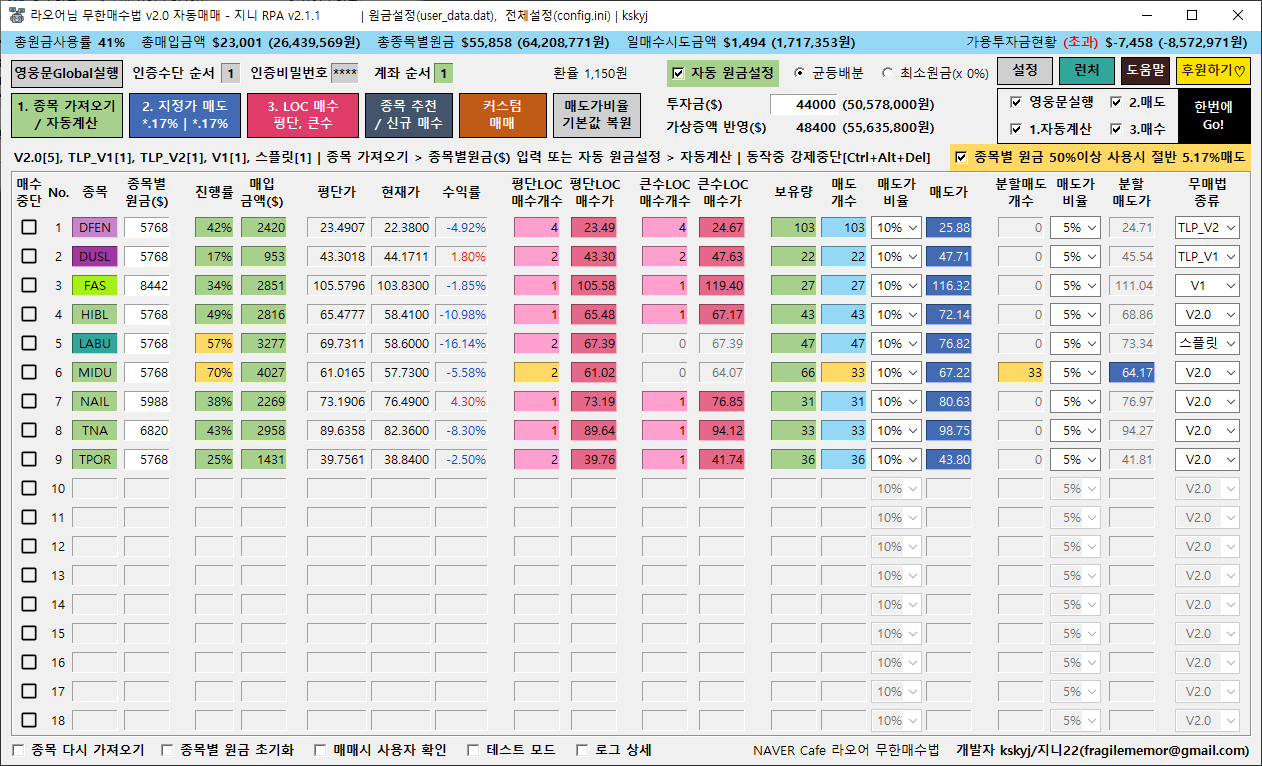 라오어님 무한매수법 v2.0 자동매매 - 지니 RPA v2.1.1 | 원금설정(user_data.dat), 전체설정(config.ini) | kskyj
총원금사용률 41% 총매입금액 $23,001 (26,439,569원) 총종목별원금 $55,858 (64,208,771원) 일매수시도금액 $1,494 (1,717,353원) 가용투자금현황 (초과) $-7,458 (-8,572,971원)
영웅문Global실행 인증수단 순서 1 인증비밀번호 **** 계좌 순서 1 환율 1,150원 자동 원금설정 균등배분 최소원금(x 0%) 설정 런처 도움말 후원하기♡
1. 종목 가져오기 / 자동계산
2. 지정가 매도 *.17% | *.17%
3. LOC 매수 평단, 큰수
종목 추천 / 신규 매수
커스텀 매매
매도가비율 기본값 복원
투자금($) 44000 (50,578,000원)
가상증액 반영($) 48400 (55,635,800원)
영웅문실행 2.매도
1.자동계산 3.매수
한번에 Go!
V2.0[5], TLP_V1[1], TLP_V2[1], V1[1], 스플릿[1] | 종목 가져오기 > 종목별원금($) 입력 또는 자동 원금설정 > 자동계산 | 동작중 강제중단[Ctrl+Alt+Del] 종목별 원금 50%이상 사용시 절반 5.17%매도
매수 중단 No. 종목 종목별 원금($) 진행률 매입 금액($) 평단가 현재가 수익률 평단LOC 매수개수 평단LOC 매수가 큰수LOC 매수개수 큰수LOC 매수가 보유량 매도 개수 매도가 비율 매도가 분할매도 개수 매도가 비율 분할 매도가 무매법 종류
1 DFEN 5768 42% 2420 23.4907 22.3800 -4.92% 4 23.49 4 24.67 103 103 10% 25.88 0 5% 24.71 TLP_V2
2 DUSL 5768 17% 953 43.3018 44.1711 1.80% 2 43.30 2 47.63 22 22 10% 47.71 0 5% 45.54 TLP_V1
3 FAS 8442 34% 2851 105.5796 103.8300 -1.85% 1 105.58 1 119.40 27 27 10% 116.32 0 5% 111.04 V1
4 HIBL 5768 49% 2816 65.4777 58.4100 -10.98% 1 65.48 1 67.17 43 43 10% 72.14 0 5% 68.86 V2.0
5 LABU 5768 57% 3277 69.7311 58.6000 -16.14% 2 67.39 0 67.39 47 47 10% 76.82 0 5% 73.34 스플릿
6 MIDU 5768 70% 4027 61.0165 57.7300 -5.58% 2 61.02 0 64.07 66 33 10% 67.22 33 5% 64.17 V2.0
7 NAIL 5988 38% 2269 73.1906 76.4900 4.30% 1 73.19 1 76.85 31 31 10% 80.63 0 5% 76.97 V2.0
8 TNA 6820 43% 2958 89.6358 82.3600 -8.30% 1 89.64 1 94.12 33 33 10% 98.75 0 5% 94.27 V2.0
9 TPOR 5768 25% 1431 39.7561 38.8400 -2.50% 2 39.76 1 41.74 36 36 10% 43.80 0 5% 41.81 V2.0
10 10% 5% V2.0
11 10% 5% V2.0
12 10% 5% V2.0
13 10% 5% V2.0
14 10% 5% V2.0
15 10% 5% V2.0
16 10% 5% V2.0
17 10% 5% V2.0
18 10% 5% V2.0
종목 다시 가져오기 종목별 원금 초기화 매매시 사용자 확인 테스트 모드 로그 상세 NAVER Cafe 라오어 무한매수법 개발자 kskyj/지니22(fragilememor@gmail.com)